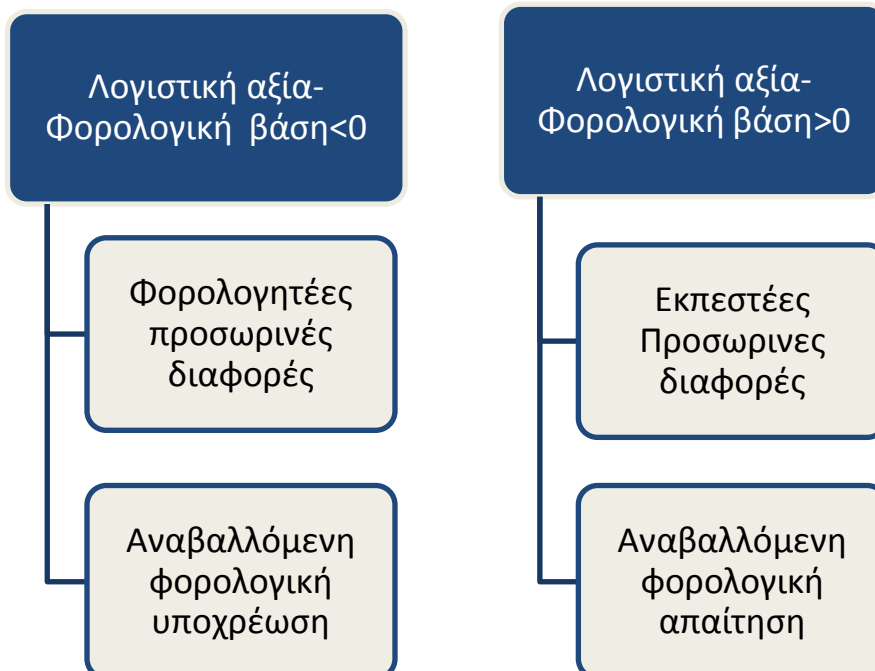 Λογιστική αξία-
Φορολογική βάση<0
Φορολογητέες
προσωρινές
διαφορές
Αναβαλλόμενη
φορολογική
υποχρέωση
Λογιστική αξία-
Φορολογική βάση>0
Εκπεστέες
Προσωρινες
διαφορές
Αναβαλλόμενη
φορολογική
απαίτηση